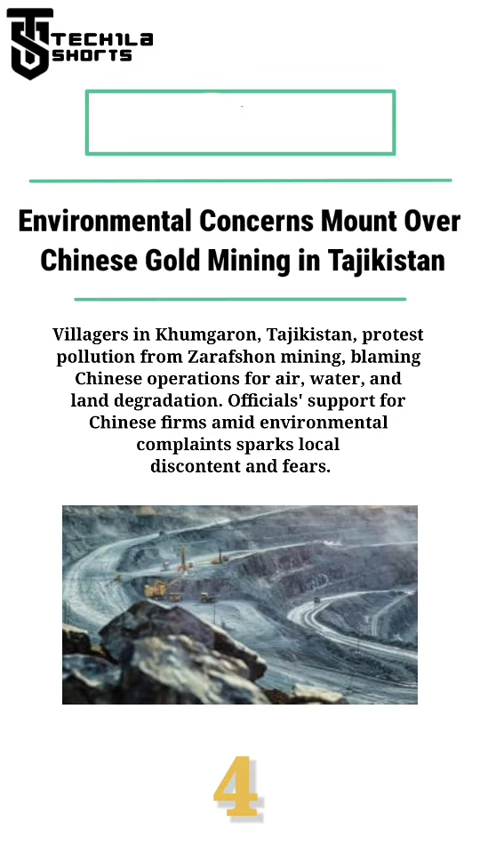 TECH1LA
SHORTS
Environmental Concerns Mount Over
Chinese Gold Mining in Tajikistan
Villagers in Khumgaron, Tajikistan, protest
pollution from Zarafshon mining, blaming
Chinese operations for air, water, and
land degradation. Officials' support for
Chinese firms amid environmental
complaints sparks local
discontent and fears.
4